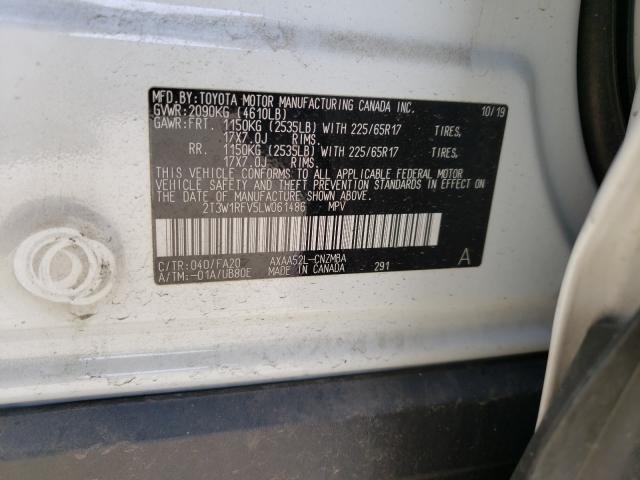 MFD.BY:TOYOTA MOTOR MANUFACTURING CANADA INC. 10/19
GVWR:2090KG (4610LB)
GAWR:FRT. 1150KG (2535LB) WITH 225/65R17 TIRES,
17X7.0J RIMS.
RR. 1150KG (2535LB) WITH 225/65R17 TIRES,
17X7.0J RIMS.
THIS VEHICLE CONFORMS TO ALL APPLICABLE FEDERAL MOTOR
VEHICLE SAFETY AND THEFT PREVENTION STANDARDS IN EFFECT ON
THE DATE OF MANUFACTURE SHOWN ABOVE.
2T3W1RFV5LW061486 MPV
C/TR:040/FA20 AXAA52L-CNZMBA A
A/TM:-01A/UB80E MADE IN CANADA 291